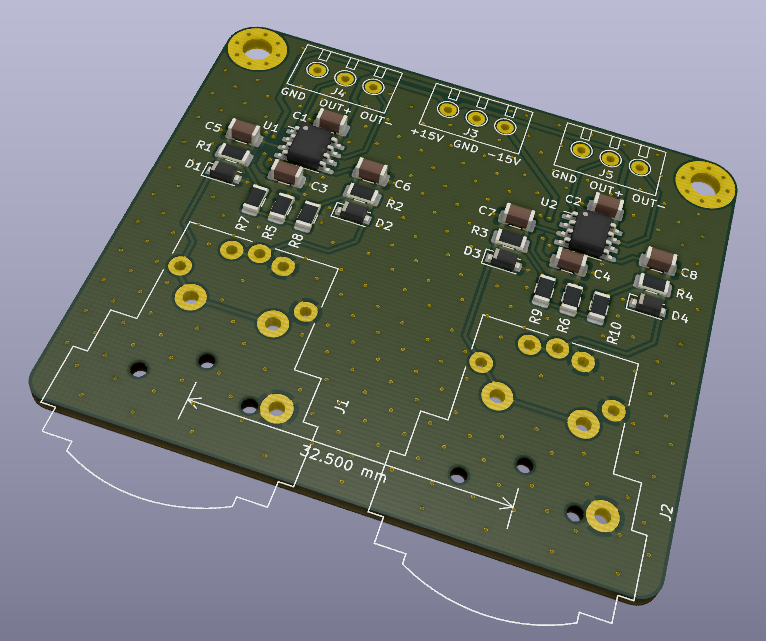 J4
GND OUT+ OUT-
J3
+15V GND -15V
J5
GND OUT+ OUT-
C5
U1
C1
R1
D1
C3
C6
R2
D2
R7
R5
R8
C7
U2
C2
R3
D3
C4
C8
R4
D4
R9
R6
R10
J1
32.500 mm
J2